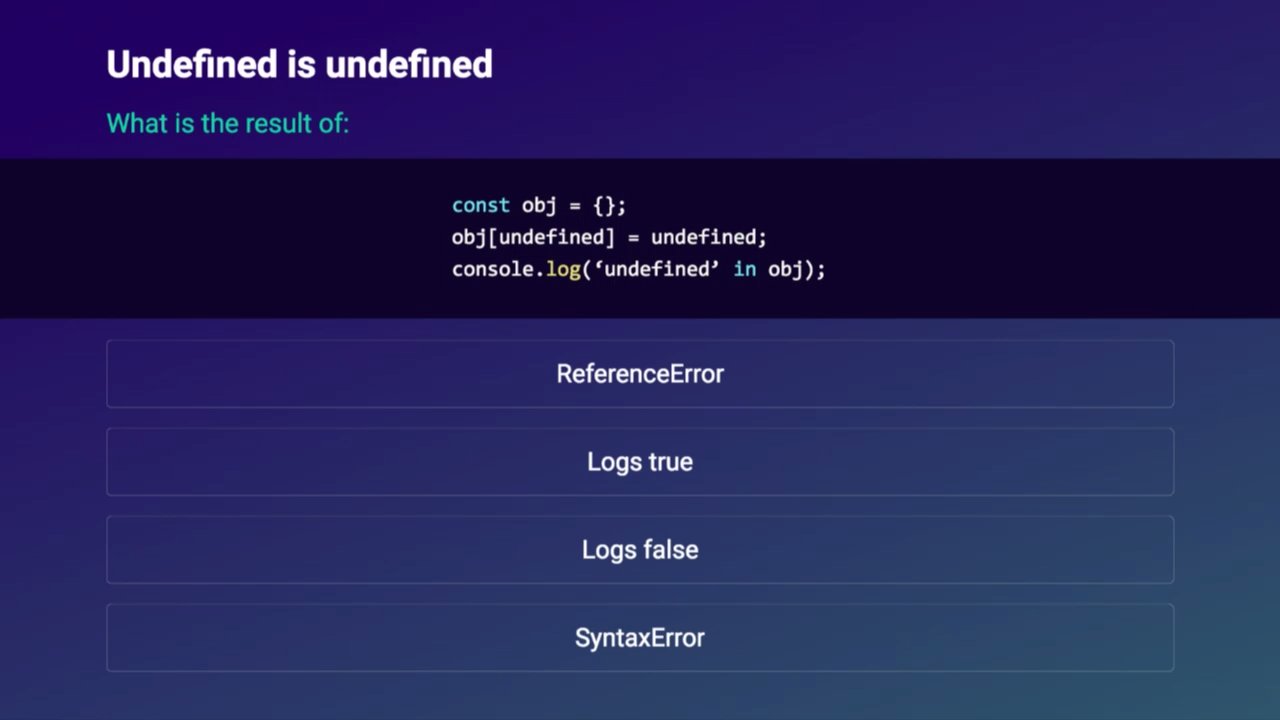 Undefined is undefined
What is the result of:
const obj = {};
obj[undefined] = undefined;
console.log(‘undefined’ in obj);
ReferenceError
Logs true
Logs false
SyntaxError